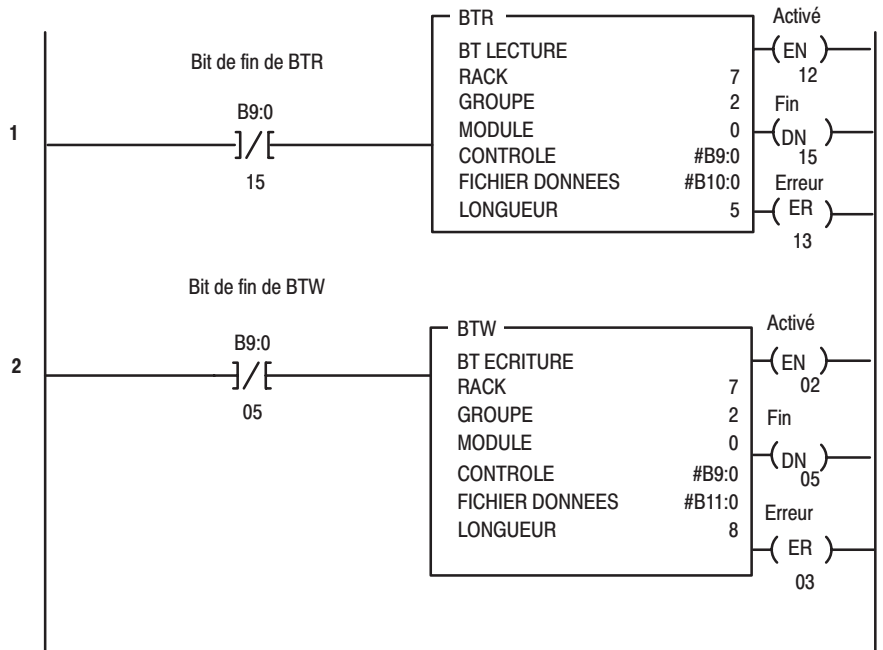 BTR
Activé
Bit de fin de BTR
BT LECTURE
(EN)
RACK 7
12
GROUPE 2
Fin
B9:0
1
MODULE 0
(DN)
]/[
CONTROLE #B9:0
15
15
FICHIER DONNEES #B10:0
Erreur
LONGUEUR 5
(ER)
13
Bit de fin de BTW
BTW
Activé
B9:0
2
BT ECRITURE
(EN)
]/[
RACK 7
02
05
GROUPE 2
Fin
MODULE 0
(DN)
CONTROLE #B9:0
05
FICHIER DONNEES #B11:0
Erreur
LONGUEUR 8
(ER)
03